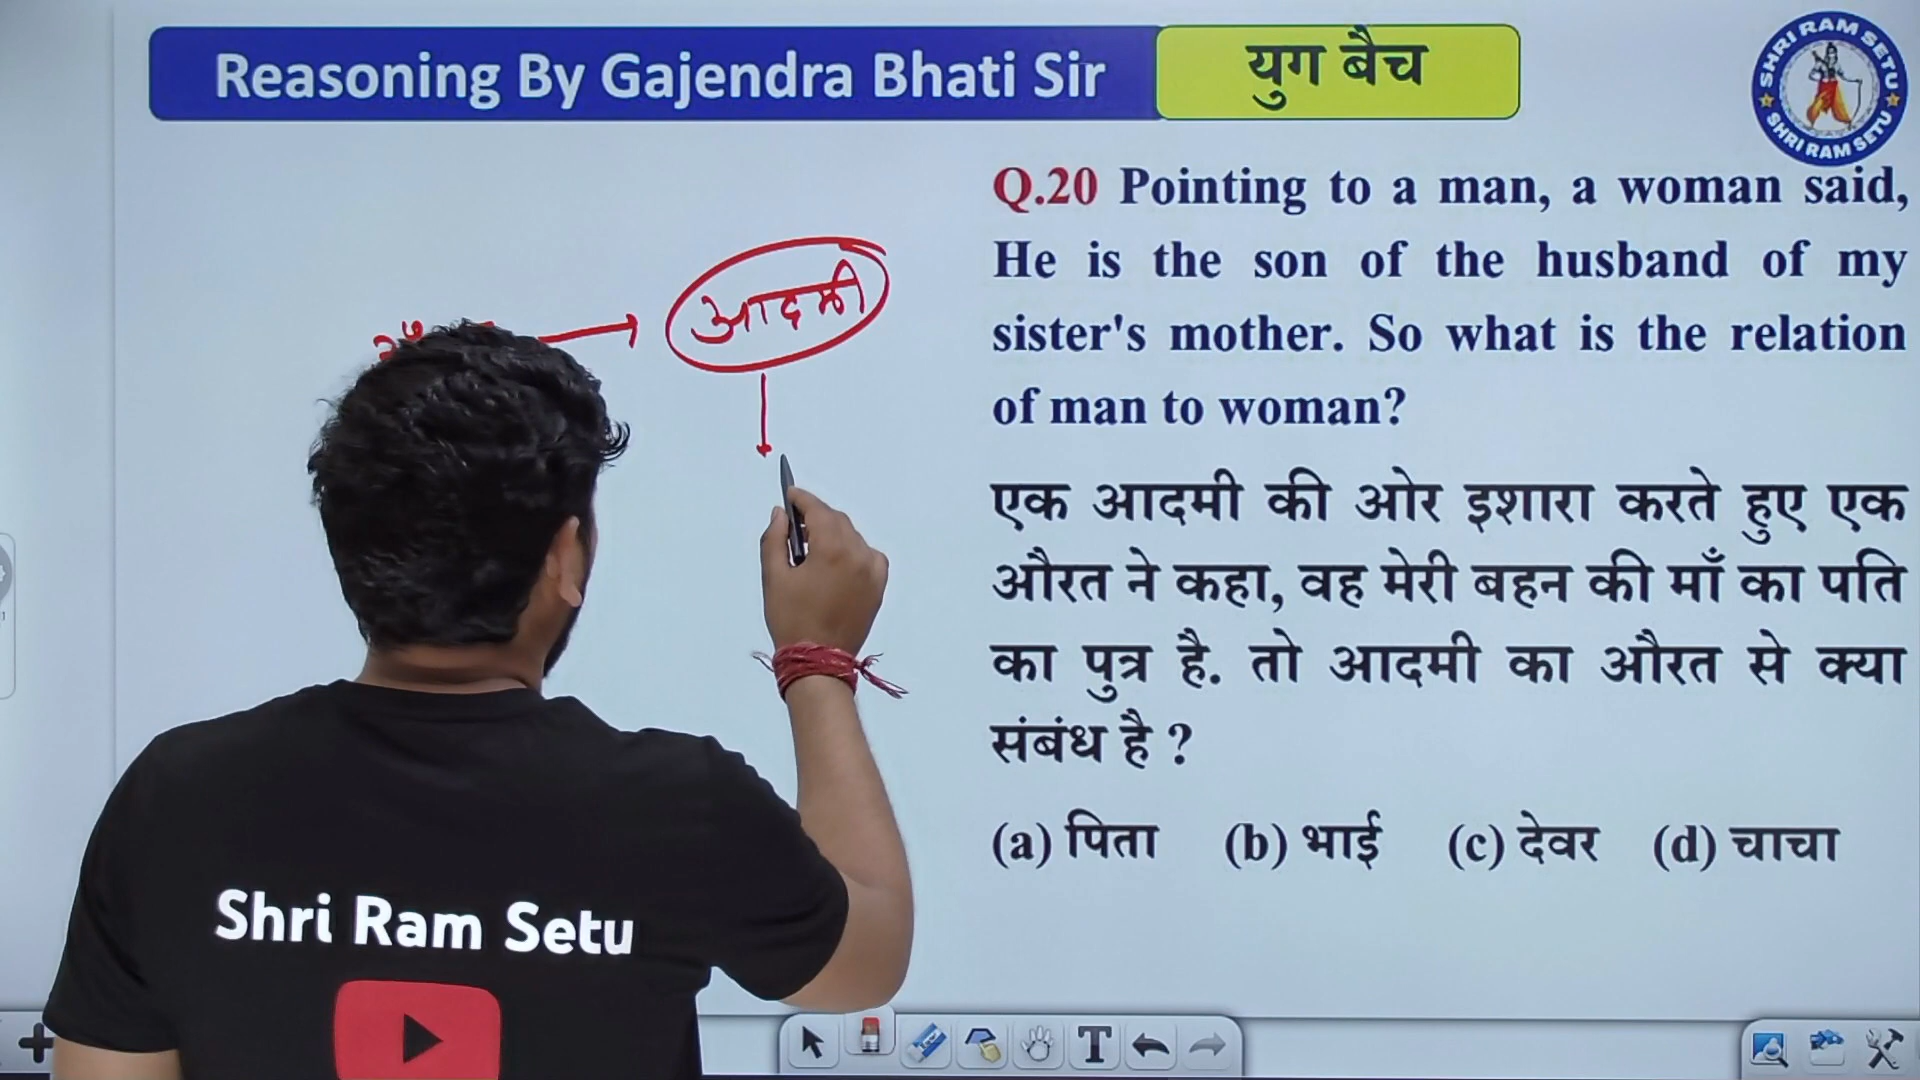 Reasoning By Gajendra Bhati Sir
युग बैच
SHRI RAM SETU
SHRI RAM SETU
Q.20 Pointing to a man, a woman said,
He is the son of the husband of my
sister's mother. So what is the relation
of man to woman?
आदमी
एक आदमी की ओर इशारा करते हुए एक
औरत ने कहा, वह मेरी बहन की माँ का पति
का पुत्र है. तो आदमी का औरत से क्या
संबंध है ?
(a) पिता (b) भाई (c) देवर (d) चाचा
Shri Ram Setu
T